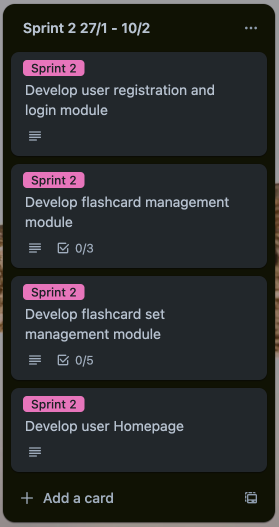 Sprint 2 27/1 - 10/2
Sprint 2
Develop user registration and
login module
Sprint 2
Develop flashcard management
module
0/3
Sprint 2
Develop flashcard set
management module
0/5
Sprint 2
Develop user Homepage
Add a card